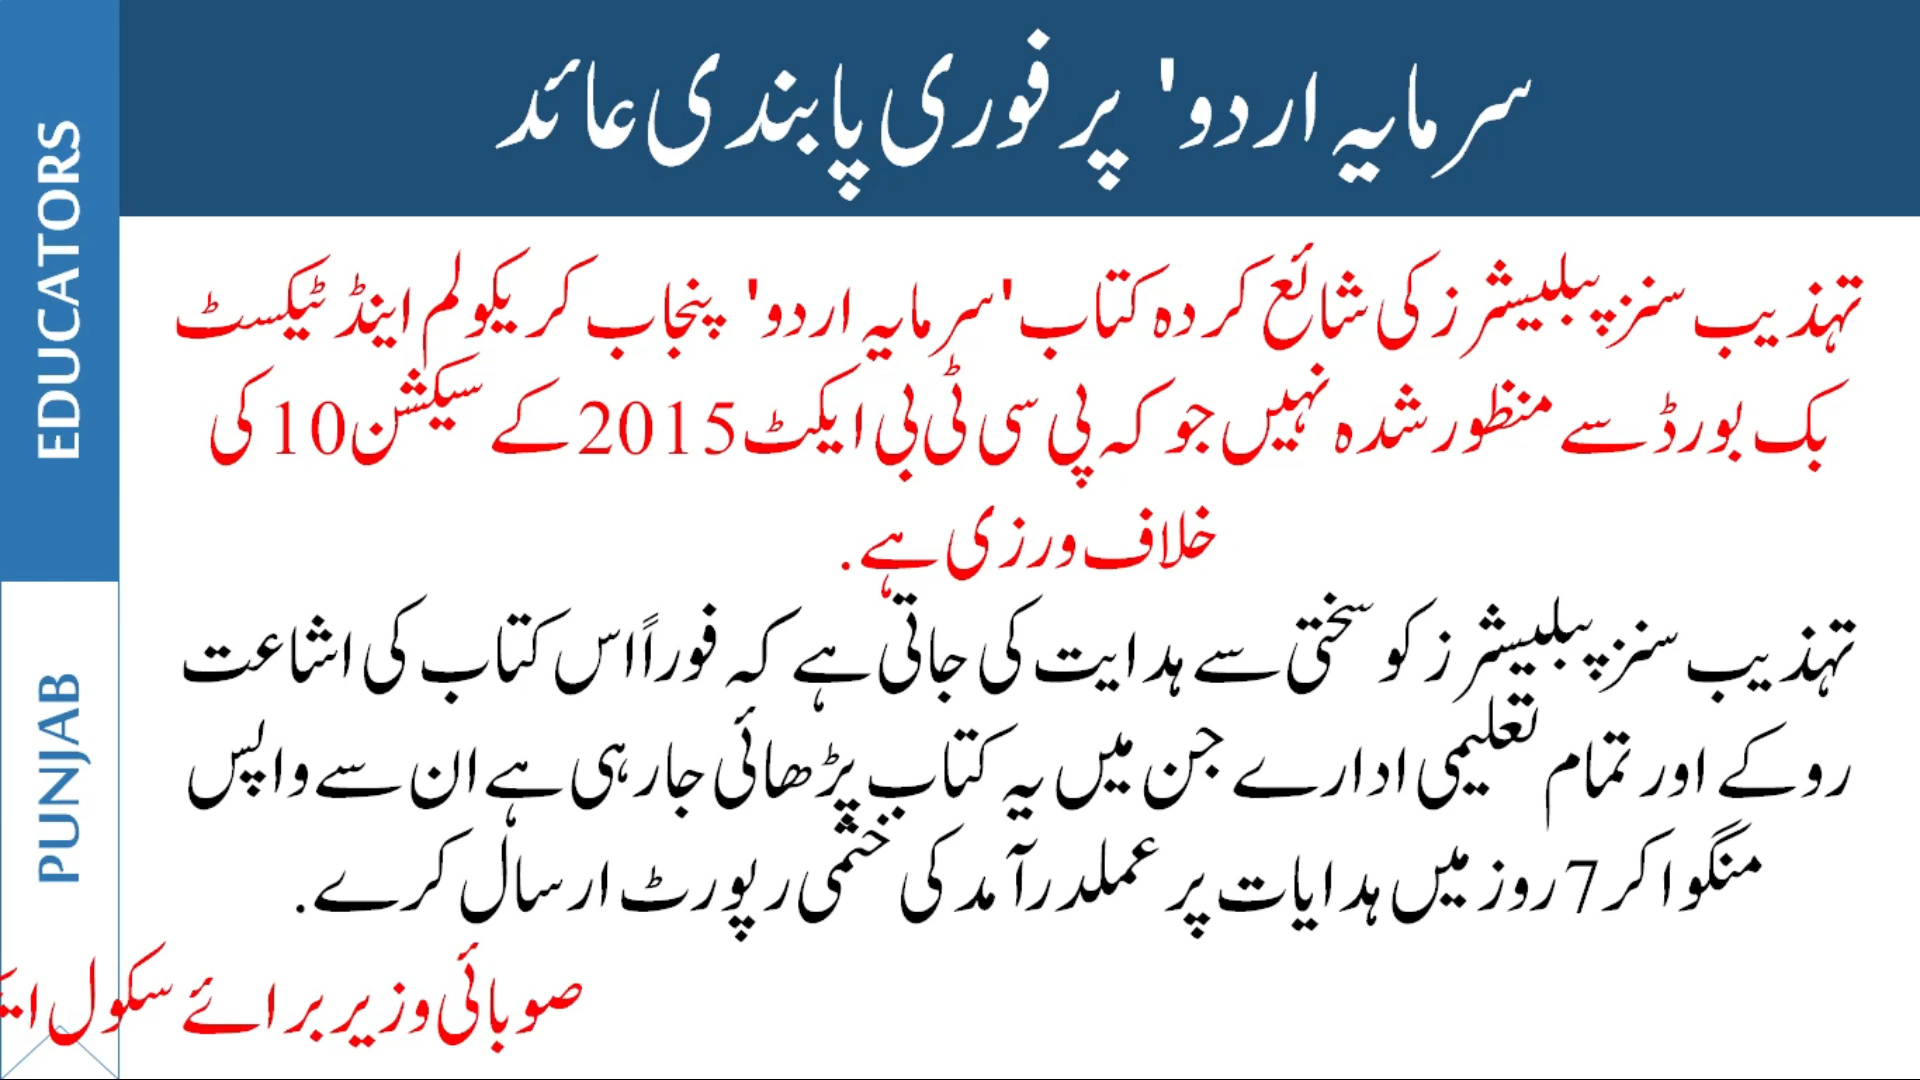 سرمایہ اردو' پر فوری پابندی عائد
تہذیب سنز پبلیشرز کی شائع کردہ کتاب 'سرمایہ اردو' پنجاب کریکولم اینڈ ٹیکسٹ
بک بورڈ سے منظور شدہ نہیں جو کہ پی سی ٹی بی ایکٹ 2015 کے سیکشن 10 کی
خلاف ورزی ہے.
تہذیب سنز پبلیشرز کو سختی سے ہدایت کی جاتی ہے کہ فوراً اس کتاب کی اشاعت
روکے اور تمام تعلیمی ادارے جن میں یہ کتاب پڑھائی جارہی ہے ان سے واپس
منگوا کر 7 روز میں ہدایات پر عملدرآمد کی ختمی رپورٹ ارسال کرے.
صوبائی وزیر برائے سکول
PUNJAB EDUCATORS